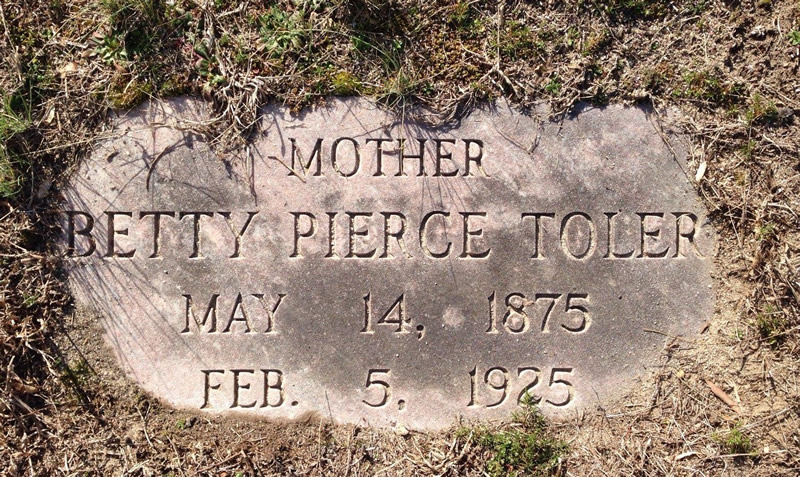 MOTHER
BETTY PIERCE TOLER
MAY 14, 1875
FEB. 5, 1925